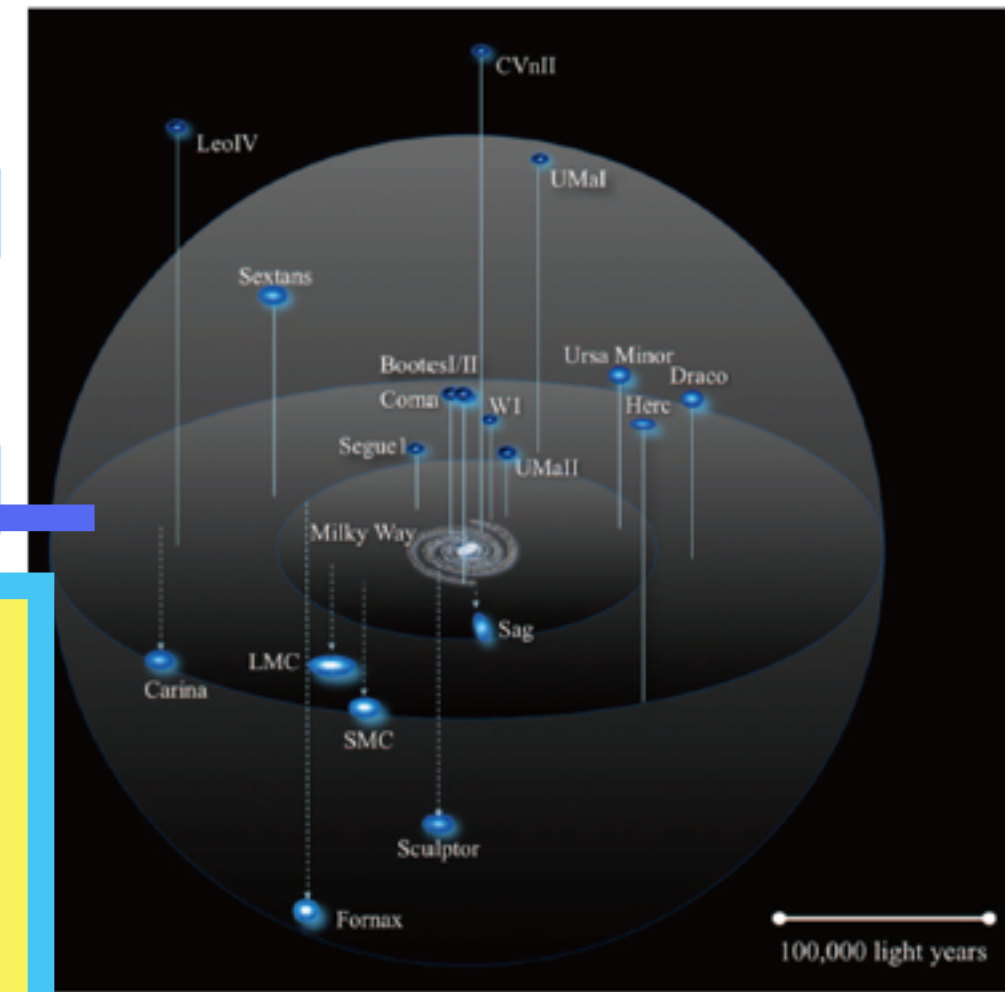 CVnII
LeoIV
UMaI
Sextans
BootesI/II
Ursa Minor
Draco
Coma
W1
Herc
Segue1
UMaII
Milky Way
Sag
LMC
Carina
SMC
Sculptor
Fornax
100,000 light years